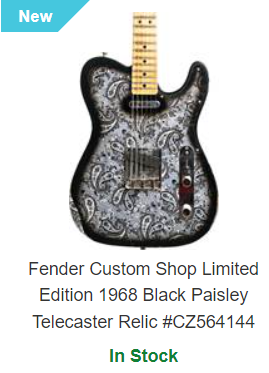 New
Fender Custom Shop Limited
Edition 1968 Black Paisley
Telecaster Relic #CZ564144
In Stock